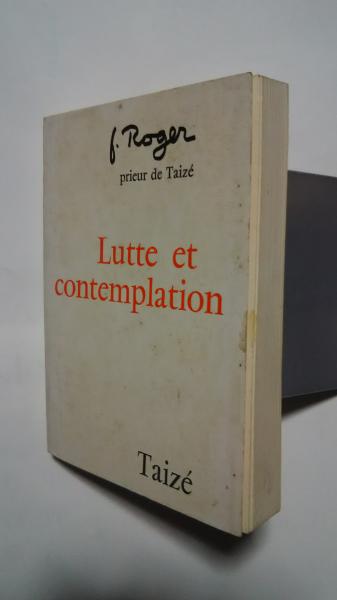 f. Roger
prieur de Taizé
Lutte et
contemplation
Taizé